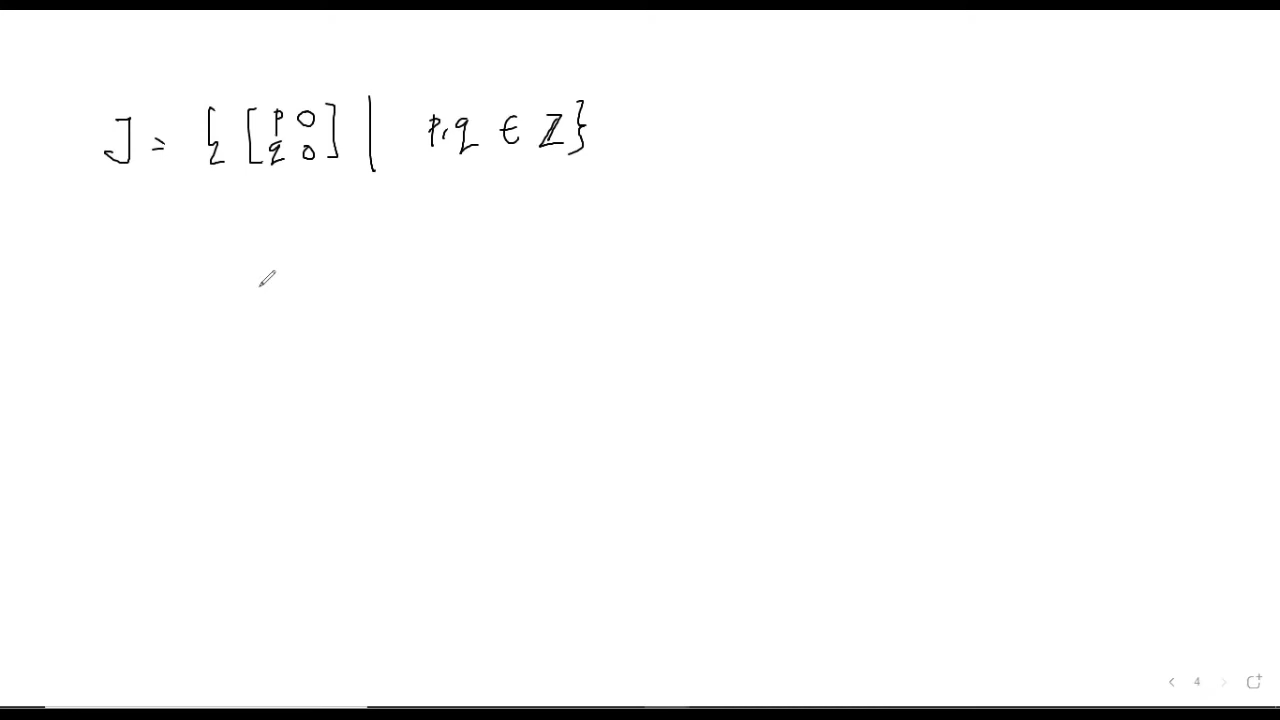 J = { [ p 0 q 0 ] | p, q ∈ ℤ }
4